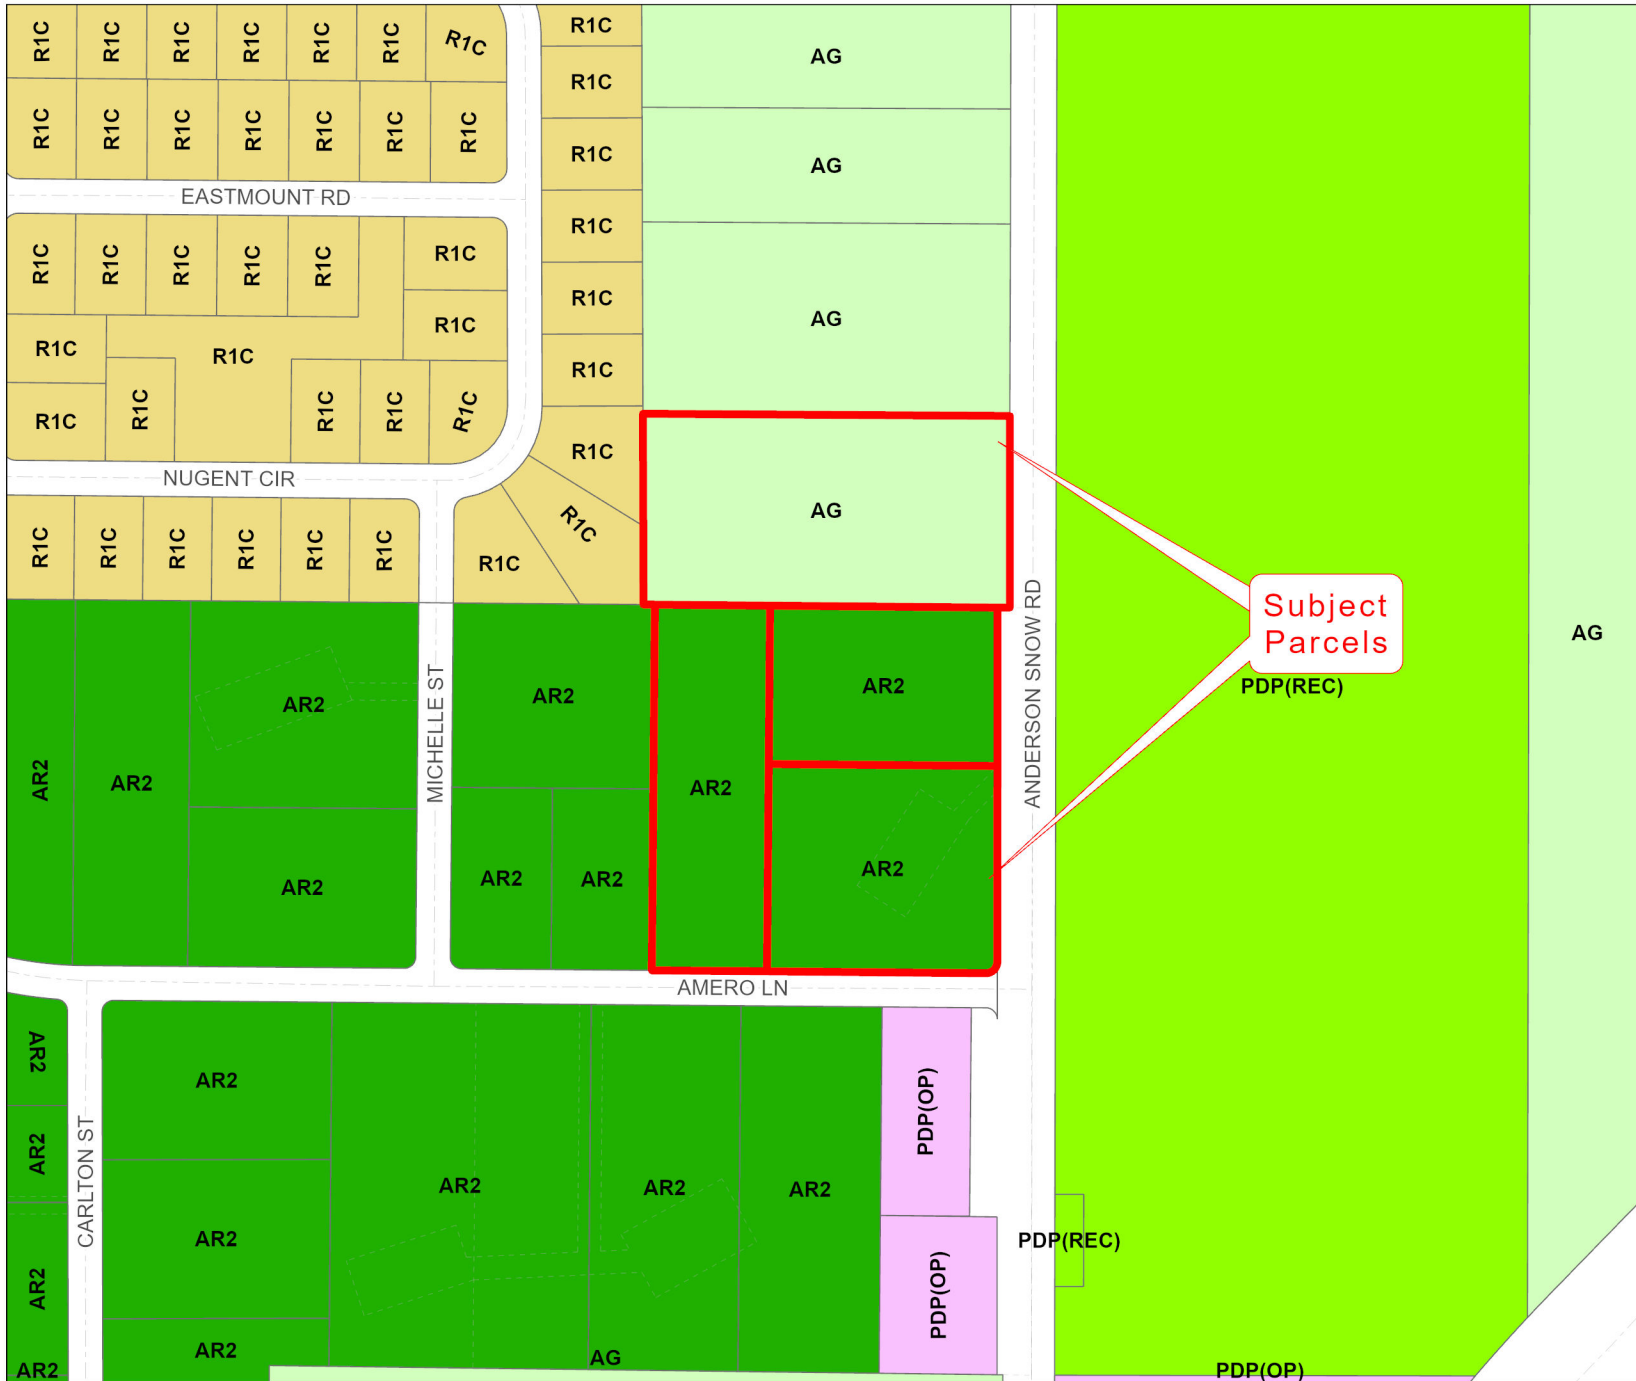 R1C R1C R1C R1C R1C R1C R1C R1C AG
R1C
R1C R1C R1C R1C R1C R1C R1C R1C AG
EASTMOUNT RD
R1C R1C R1C R1C R1C R1C R1C
R1C R1C AG
R1C R1C R1C
R1C R1C R1C R1C R1C R1C
R1C
NUGENT CIR
AG
R1C R1C R1C R1C R1C R1C R1C R1C
ANDERSON SNOW RD
Subject
Parcels
AG
PDP(REC)
MICHELLE ST
AR2 AR2 AR2
AR2 AR2 AR2
AR2 AR2 AR2 AR2
AMERO LN
AR2
AR2
PDP(OP)
CARLTON ST
AR2
AR2 AR2 AR2
AR2 PDP(REC)
AR2
PDP(OP)
AR2 AG
AR2 PDP(OP)